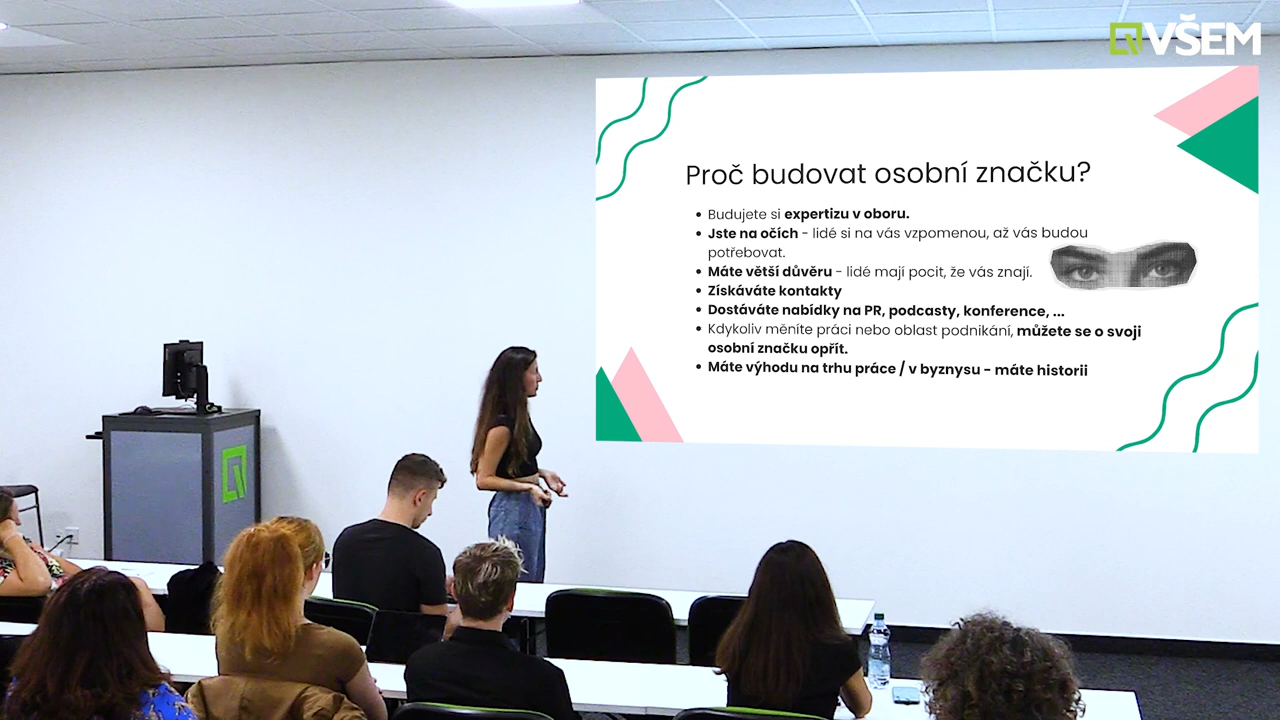 VŠEM
Proč budovat osobní značku?
• Budujete si expertizu v oboru.
• Jste na očích - lidé si na vás vzpomenou, až vás budou
potřebovat.
• Máte větší důvěru - lidé mají pocit, že vás znají.
• Získáváte kontakty
• Dostáváte nabídky na PR, podcasty, konference, ...
• Kdykoliv měníte práci nebo oblast podnikání, můžete se o svoji
osobní značku opřít.
• Máte výhodu na trhu práce / v byznysu - máte historii